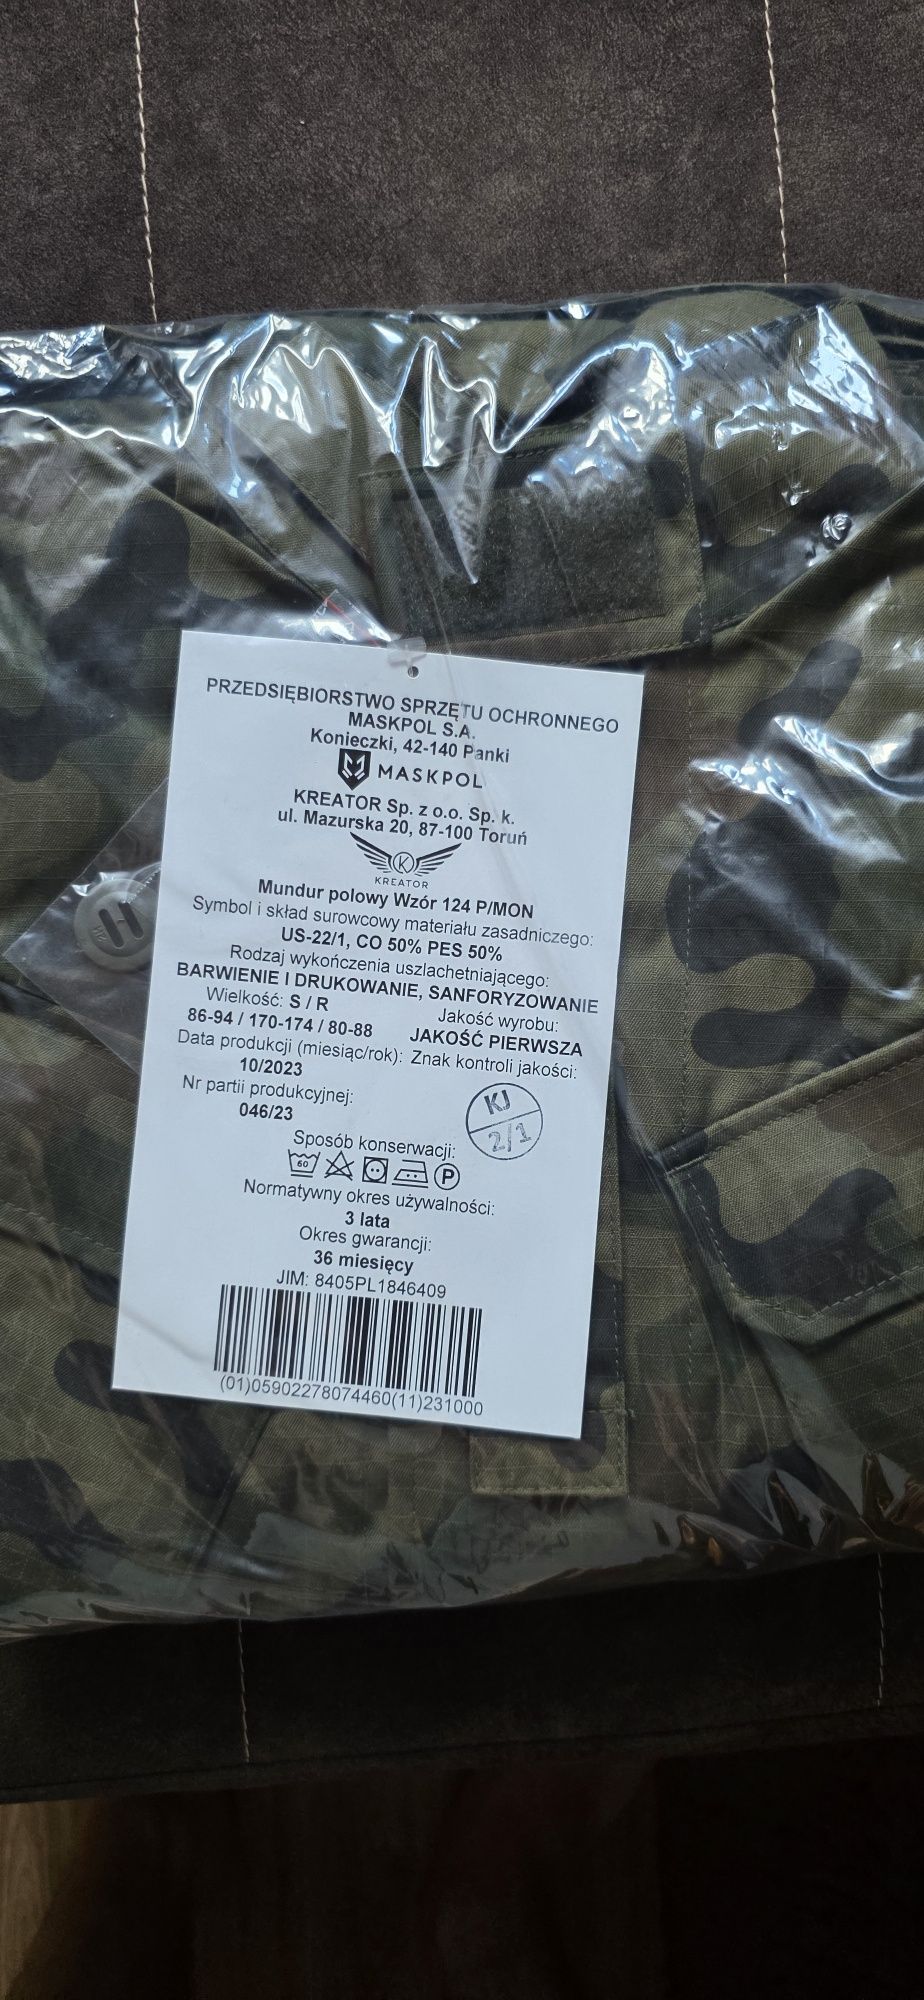 PRZEDSIĘBIORSTWO SPRZĘTU OCHRONNEGO
MASKPOL S.A.
Konieczki, 42-140 Panki
MASKPOL
KREATOR Sp. z o.o. Sp. k.
ul. Mazurska 20, 87-100 Toruń
K
KREATOR
Mundur polowy Wzór 124 P/MON
Symbol i skład surowcowy materiału zasadniczego:
US-22/1, CO 50% PES 50%
Rodzaj wykończenia uszlachetniającego:
BARWIENIE I DRUKOWANIE, SANFORYZOWANIE
Wielkość: S / R
86-94 / 170-174 / 80-88
Jakość wyrobu:
JAKOŚĆ PIERWSZA
Data produkcji (miesiąc/rok):
10/2023
Nr partii produkcyjnej:
046/23
Znak kontroli jakości:
KJ
2/1
Sposób konserwacji:
60 P
Normatywny okres używalności:
3 lata
Okres gwarancji:
36 miesięcy
JIM: 8405PL1846409
(01)05902278074460(11)231000